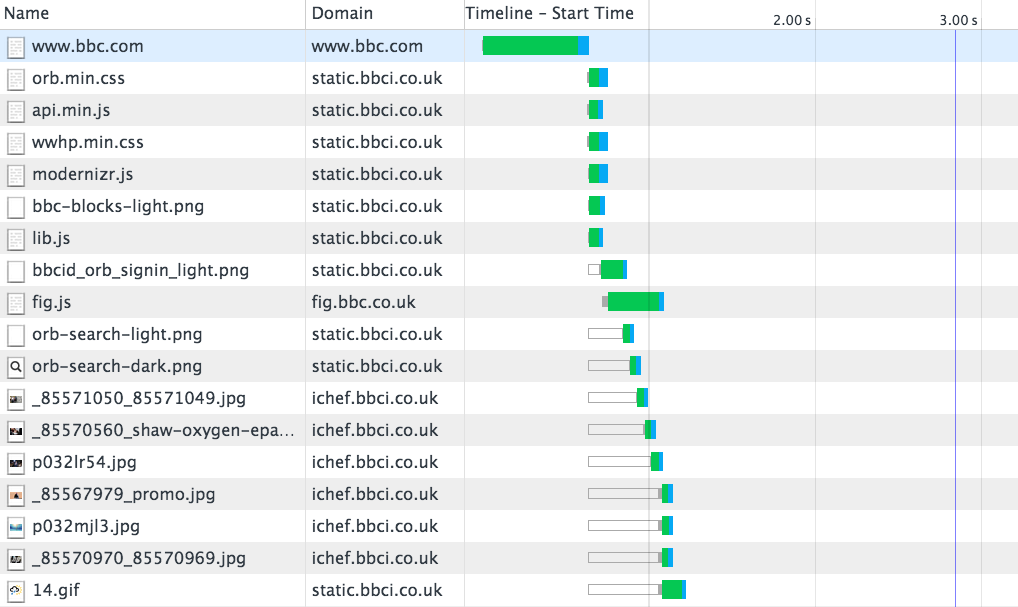 Name Domain Timeline – Start Time 2.00 s 3.00 s
www.bbc.com www.bbc.com
orb.min.css static.bbci.co.uk
api.min.js static.bbci.co.uk
wwhp.min.css static.bbci.co.uk
modernizr.js static.bbci.co.uk
bbc-blocks-light.png static.bbci.co.uk
lib.js static.bbci.co.uk
bbcid_orb_signin_light.png static.bbci.co.uk
fig.js fig.bbc.co.uk
orb-search-light.png static.bbci.co.uk
orb-search-dark.png static.bbci.co.uk
_85571050_85571049.jpg ichef.bbci.co.uk
_85570560_shaw-oxygen-epa... ichef.bbci.co.uk
p032lr54.jpg ichef.bbci.co.uk
_85567979_promo.jpg ichef.bbci.co.uk
p032mjl3.jpg ichef.bbci.co.uk
_85570970_85570969.jpg ichef.bbci.co.uk
14.gif static.bbci.co.uk